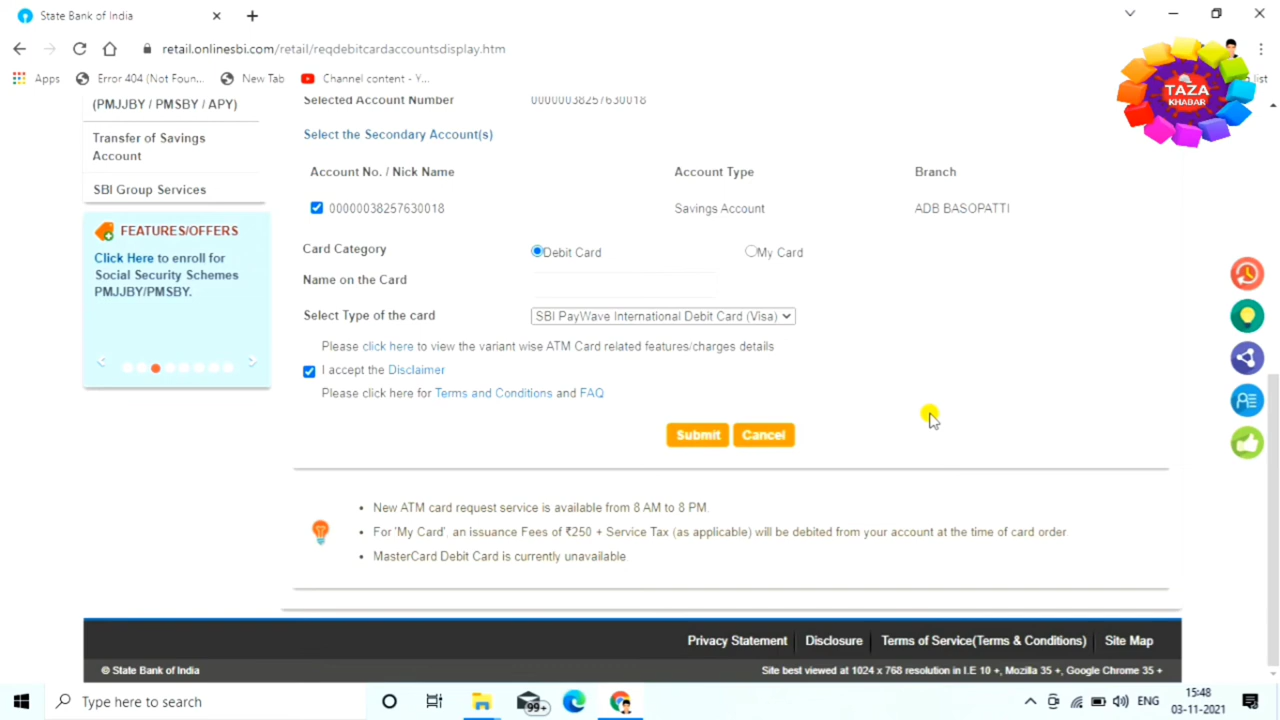 State Bank of India
retail.onlinesbi.com/retail/reqdebitcardaccountsdisplay.htm
Apps
Error 404 (Not Foun...
New Tab
Channel content - Y...
TAZA
KHABAR
(PMJJBY / PMSBY / APY)
Transfer of Savings
Account
SBI Group Services
FEATURES/OFFERS
Click Here to enroll for
Social Security Schemes
PMJJBY/PMSBY.
Selected Account Number 00000038257630018
Select the Secondary Account(s)
Account No. / Nick Name Account Type Branch
00000038257630018 Savings Account ADB BASOPATTI
Card Category Debit Card My Card
Name on the Card
Select Type of the card SBI PayWave International Debit Card (Visa)
Please click here to view the variant wise ATM Card related features/charges details
I accept the Disclaimer
Please click here for Terms and Conditions and FAQ
Submit Cancel
New ATM card request service is available from 8 AM to 8 PM.
For 'My Card', an issuance Fees of ₹250 + Service Tax (as applicable) will be debited from your account at the time of card order.
MasterCard Debit Card is currently unavailable.
Privacy Statement Disclosure Terms of Service(Terms & Conditions) Site Map
© State Bank of India
Site best viewed at 1024 x 768 resolution in I.E 10 +, Mozilla 35 +, Google Chrome 35 +
Type here to search
99+
ENG
15:48
03-11-2021